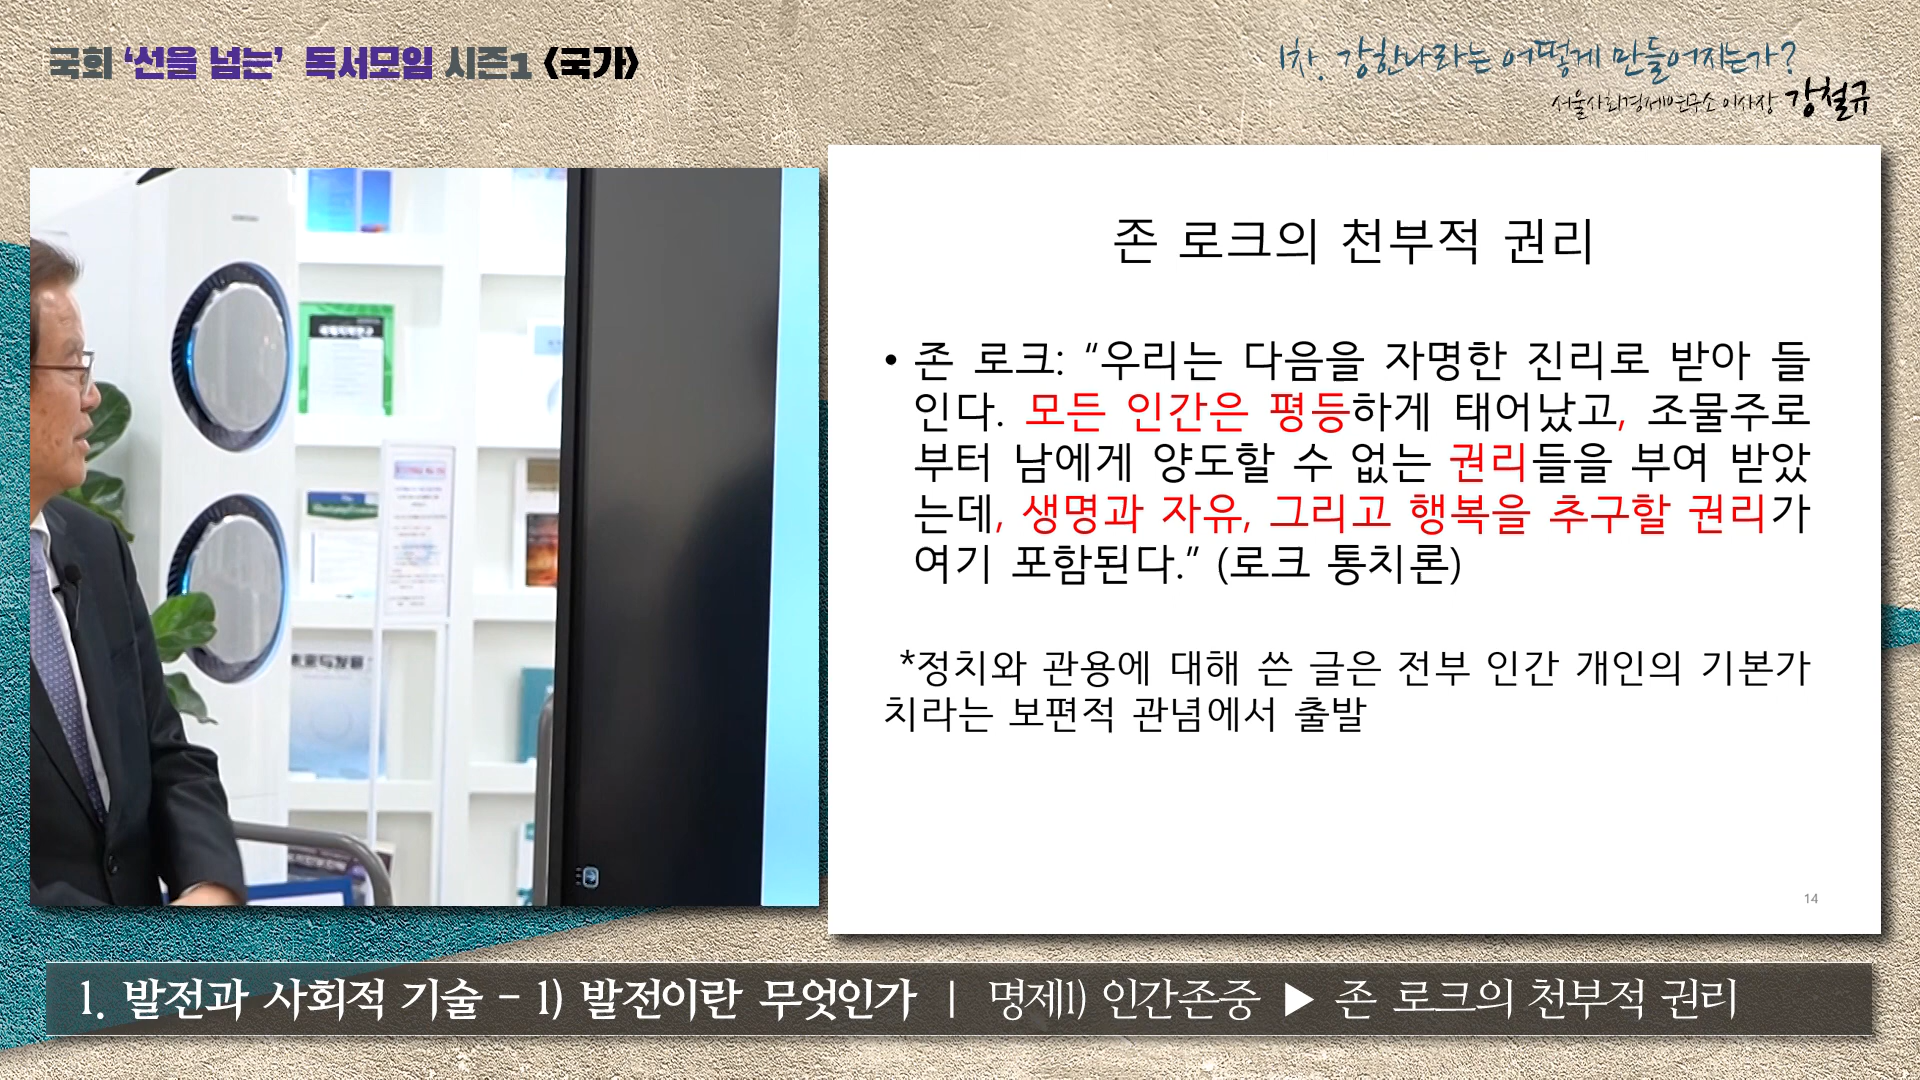 국회 ‘선을 넘는’ 독서모임 시즌1 〈국가〉
1차. 강한나라는 어떻게 만들어지는가?
서울사회경제연구소 이사장 강철규
존 로크의 천부적 권리
• 존 로크: “우리는 다음을 자명한 진리로 받아 들
인다. 모든 인간은 평등하게 태어났고, 조물주로
부터 남에게 양도할 수 없는 권리들을 부여 받았
는데, 생명과 자유, 그리고 행복을 추구할 권리가
여기 포함된다.” (로크 통치론)
*정치와 관용에 대해 쓴 글은 전부 인간 개인의 기본가
치라는 보편적 관념에서 출발
14
1. 발전과 사회적 기술 - 1) 발전이란 무엇인가 | 명제1) 인간존중 ▶ 존 로크의 천부적 권리